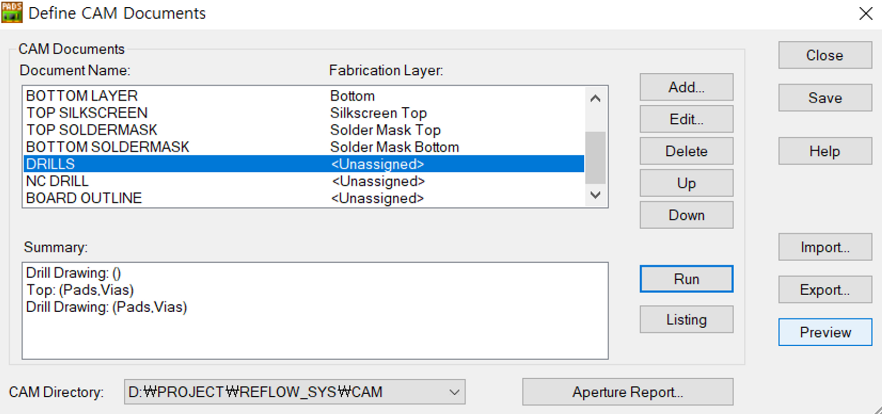 PADS
Define CAM Documents
CAM Documents
Document Name: Fabrication Layer:
BOTTOM LAYER Bottom
TOP SILKSCREEN Silkscreen Top
TOP SOLDERMASK Solder Mask Top
BOTTOM SOLDERMASK Solder Mask Bottom
DRILLS <Unassigned>
NC DRILL <Unassigned>
BOARD OUTLINE <Unassigned>
Add...
Edit...
Delete
Up
Down
Close
Save
Help
Summary:
Drill Drawing: ()
Top: (Pads,Vias)
Drill Drawing: (Pads,Vias)
Run
Listing
Import...
Export...
Preview
CAM Directory: D:₩PROJECT₩REFLOW_SYS₩CAM
Aperture Report...